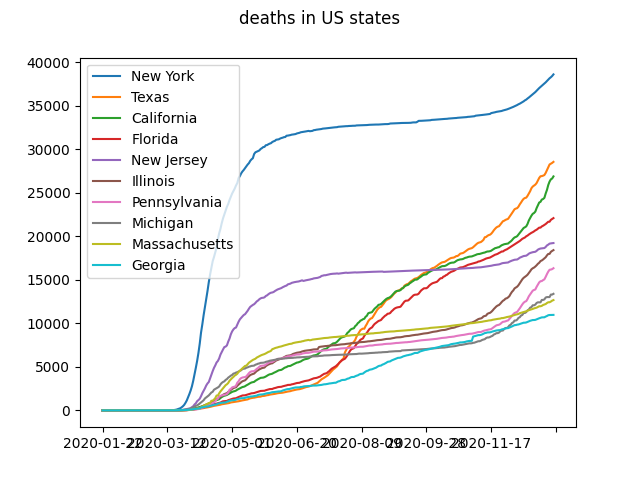 deaths in US states
40000
35000
30000
25000
20000
15000
10000
5000
0
New York
Texas
California
Florida
New Jersey
Illinois
Pennsylvania
Michigan
Massachusetts
Georgia
2020-01-22 2020-03-12 2020-05-01 2020-06-20 2020-08-09 2020-09-28 2020-11-17